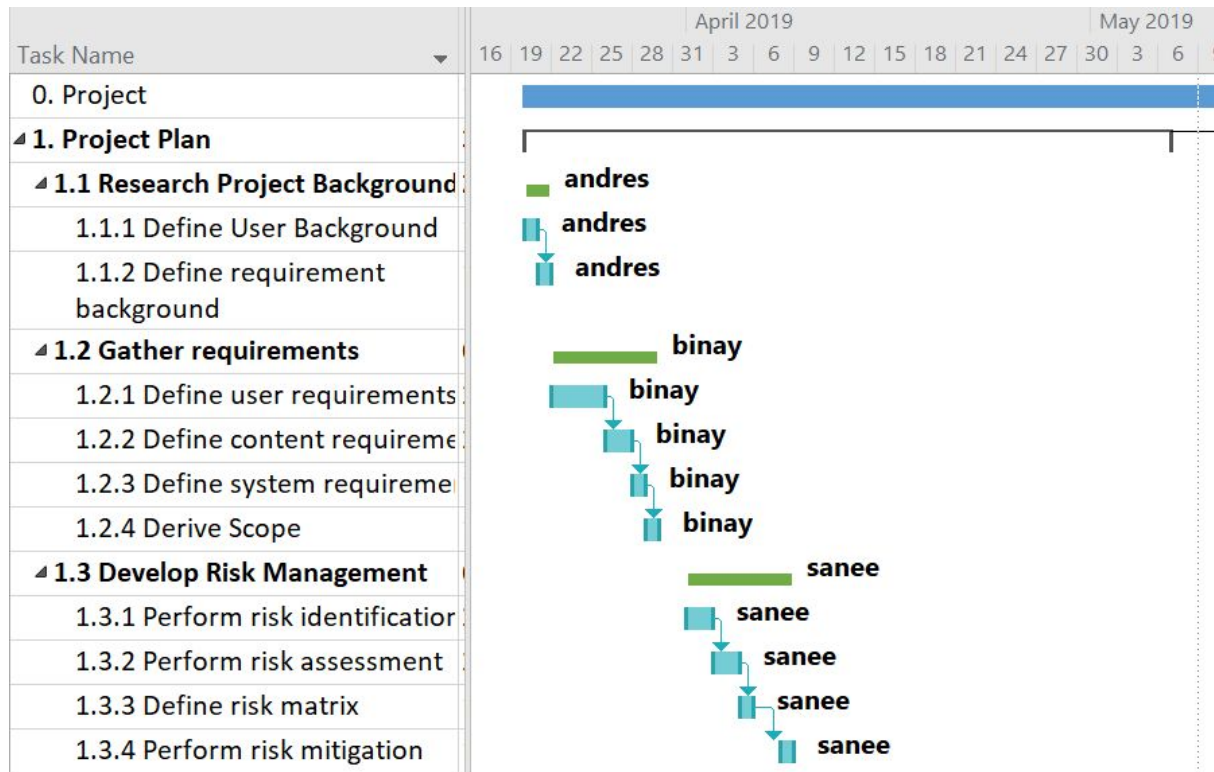 April 2019 May 2019
Task Name 16 19 22 25 28 31 3 6 9 12 15 18 21 24 27 30 3 6
0. Project
1. Project Plan
1.1 Research Project Background andres
1.1.1 Define User Background andres
1.1.2 Define requirement andres
background
1.2 Gather requirements binay
1.2.1 Define user requirements binay
1.2.2 Define content requireme binay
1.2.3 Define system requireme binay
1.2.4 Derive Scope binay
1.3 Develop Risk Management sanee
1.3.1 Perform risk identification sanee
1.3.2 Perform risk assessment sanee
1.3.3 Define risk matrix sanee
1.3.4 Perform risk mitigation sanee